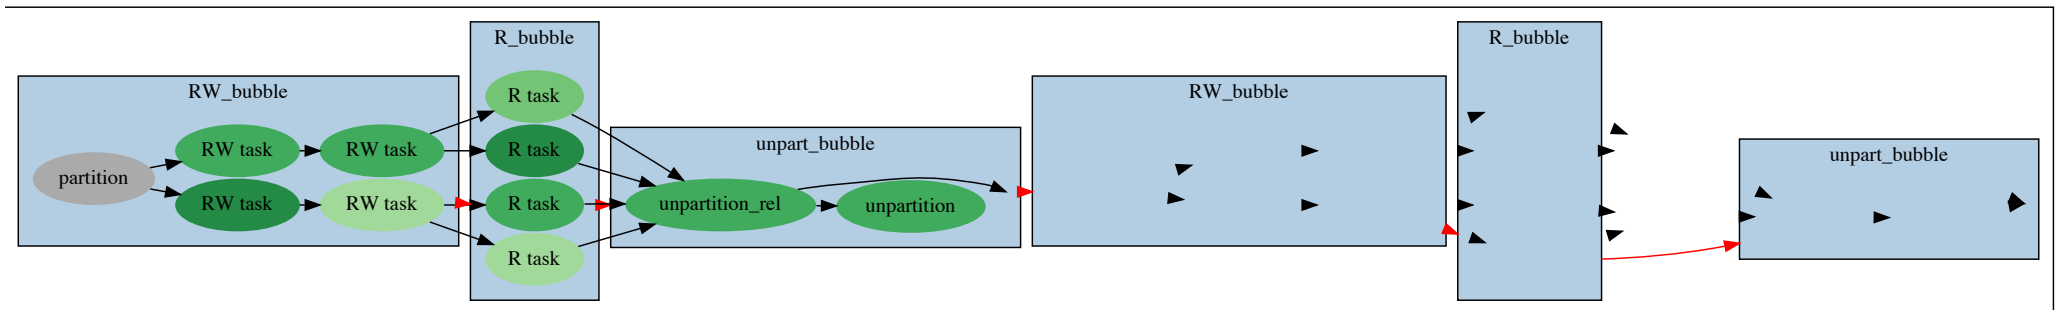 RW_bubble
partition
RW task
RW task
RW task
RW task
R_bubble
R task
R task
R task
R task
unpart_bubble
unpartition_rel
unpartition
RW_bubble
R_bubble
unpart_bubble